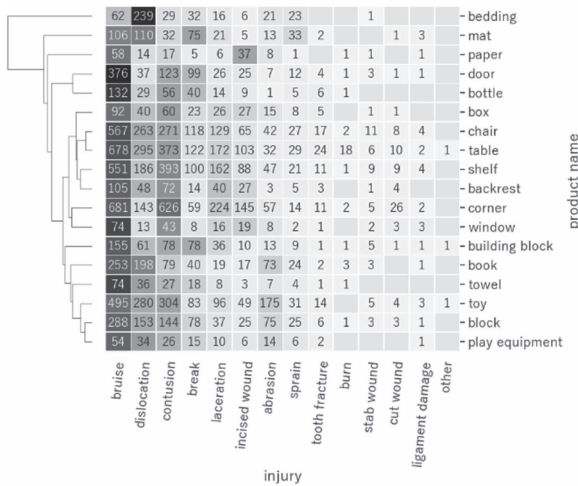 62 239 29 32 16 6 21 23 1 bedding
106 110 32 75 21 5 13 33 2 1 3 mat
58 14 17 5 6 37 8 1 1 1 1 paper
376 37 123 99 26 25 7 12 4 1 3 1 1 door
132 29 56 40 14 9 1 5 6 1 bottle
92 40 60 23 26 27 15 8 5 1 1 box
567 263 271 118 129 65 42 27 17 2 11 8 4 chair
678 295 373 122 172 103 32 29 24 18 6 10 2 1 table
551 186 393 100 162 88 47 21 11 1 9 9 4 shelf
105 48 72 14 40 27 3 5 3 1 4 backrest
681 143 626 59 224 145 57 14 11 2 5 26 2 corner
74 13 43 8 16 19 8 2 1 2 3 3 window
155 61 78 78 36 10 13 9 1 1 5 1 1 1 building block
253 198 79 40 19 17 73 24 2 3 3 1 book
74 36 27 18 8 3 7 4 1 1 towel
495 280 304 83 96 49 175 31 14 5 4 3 1 toy
288 153 144 78 37 25 75 25 6 1 3 3 1 block
54 34 26 15 10 6 14 6 2 1 play equipment
product name
bruise
dislocation
contusion
break
laceration
incised wound
abrasion
sprain
tooth fracture
burn
stab wound
cut wound
ligament damage
other
injury